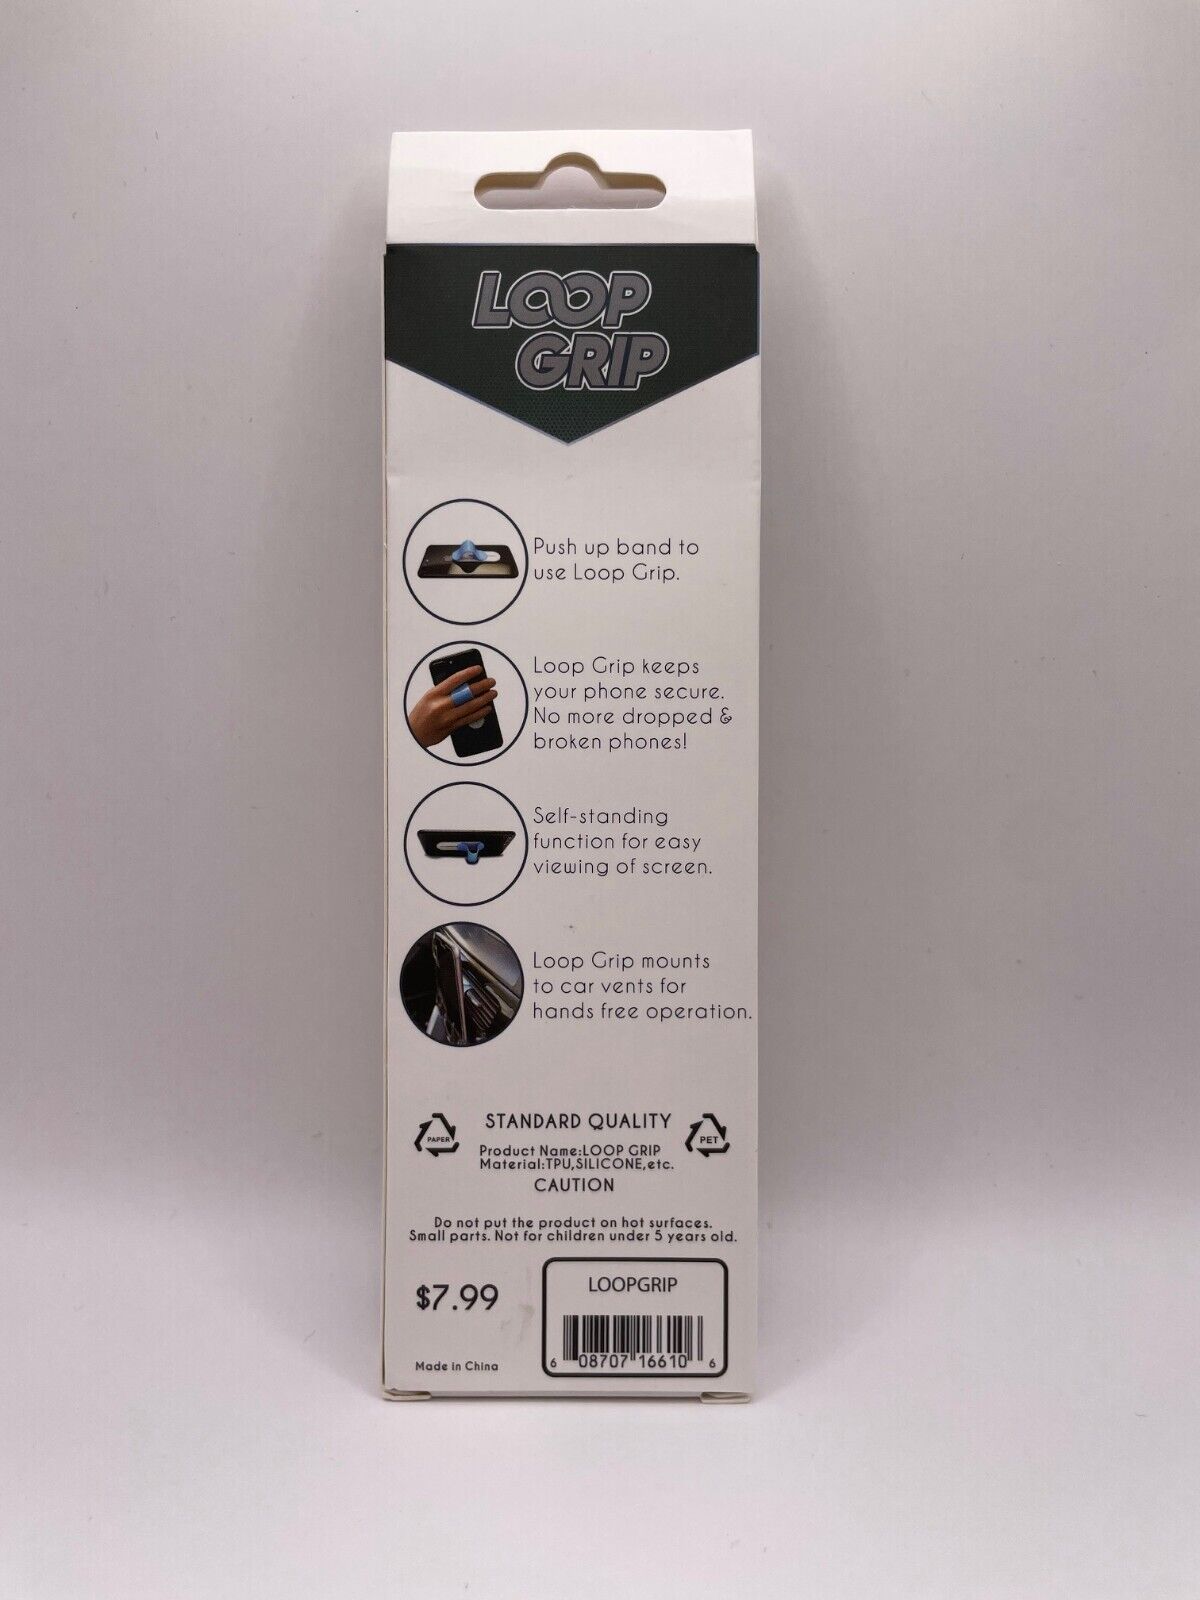 LOOP
GRIP
Push up band to
use Loop Grip.
Loop Grip keeps
your phone secure.
No more dropped &
broken phones!
Self-standing
function for easy
viewing of screen.
Loop Grip mounts
to car vents for
hands free operation.
PAPER
STANDARD QUALITY
PET
Product Name:LOOP GRIP
Material:TPU,SILICONE,etc.
CAUTION
Do not put the product on hot surfaces.
Small parts. Not for children under 5 years old.
$7.99
LOOPGRIP
6 08707 16610 6
Made in China